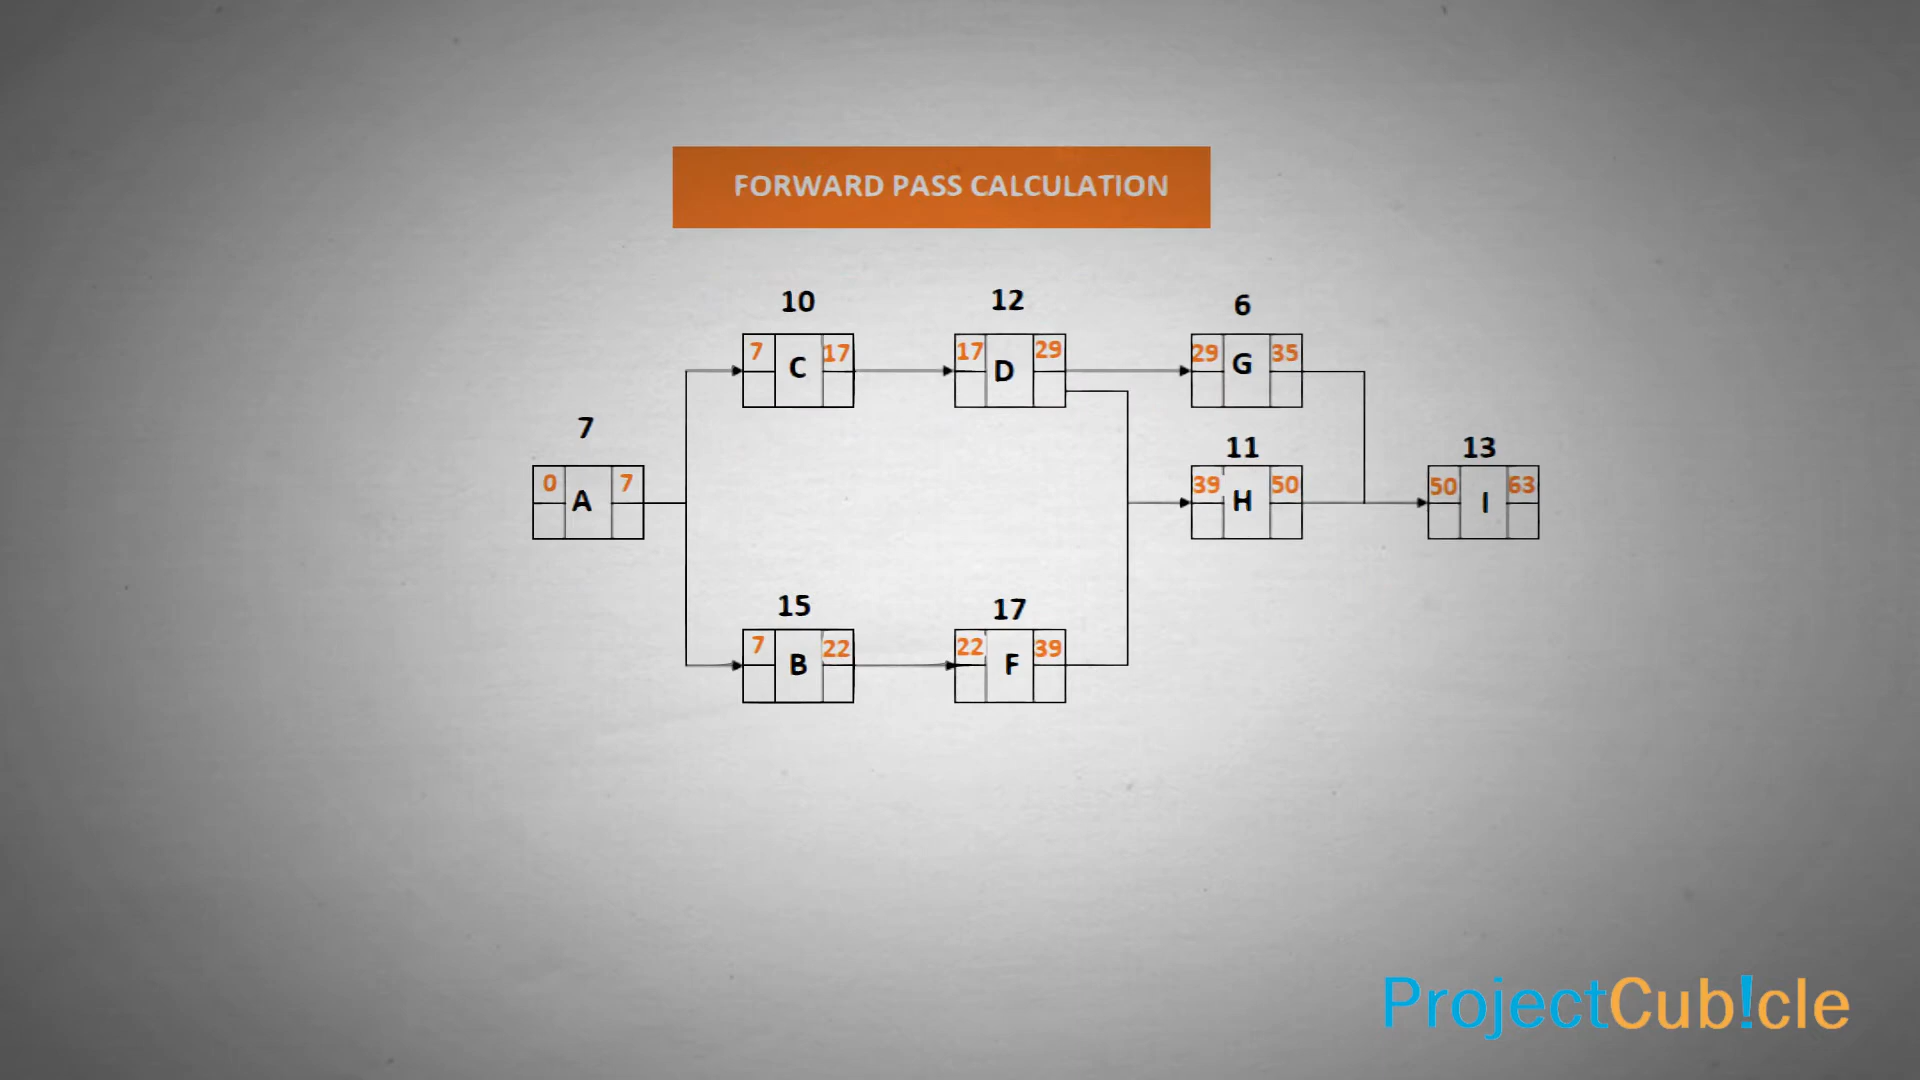 FORWARD PASS CALCULATION
10 12 6
7 C 17 17 D 29 29 G 35
7 11 13
0 A 7 39 H 50 50 I 63
15 17
7 B 22 22 F 39
ProjectCub!cle